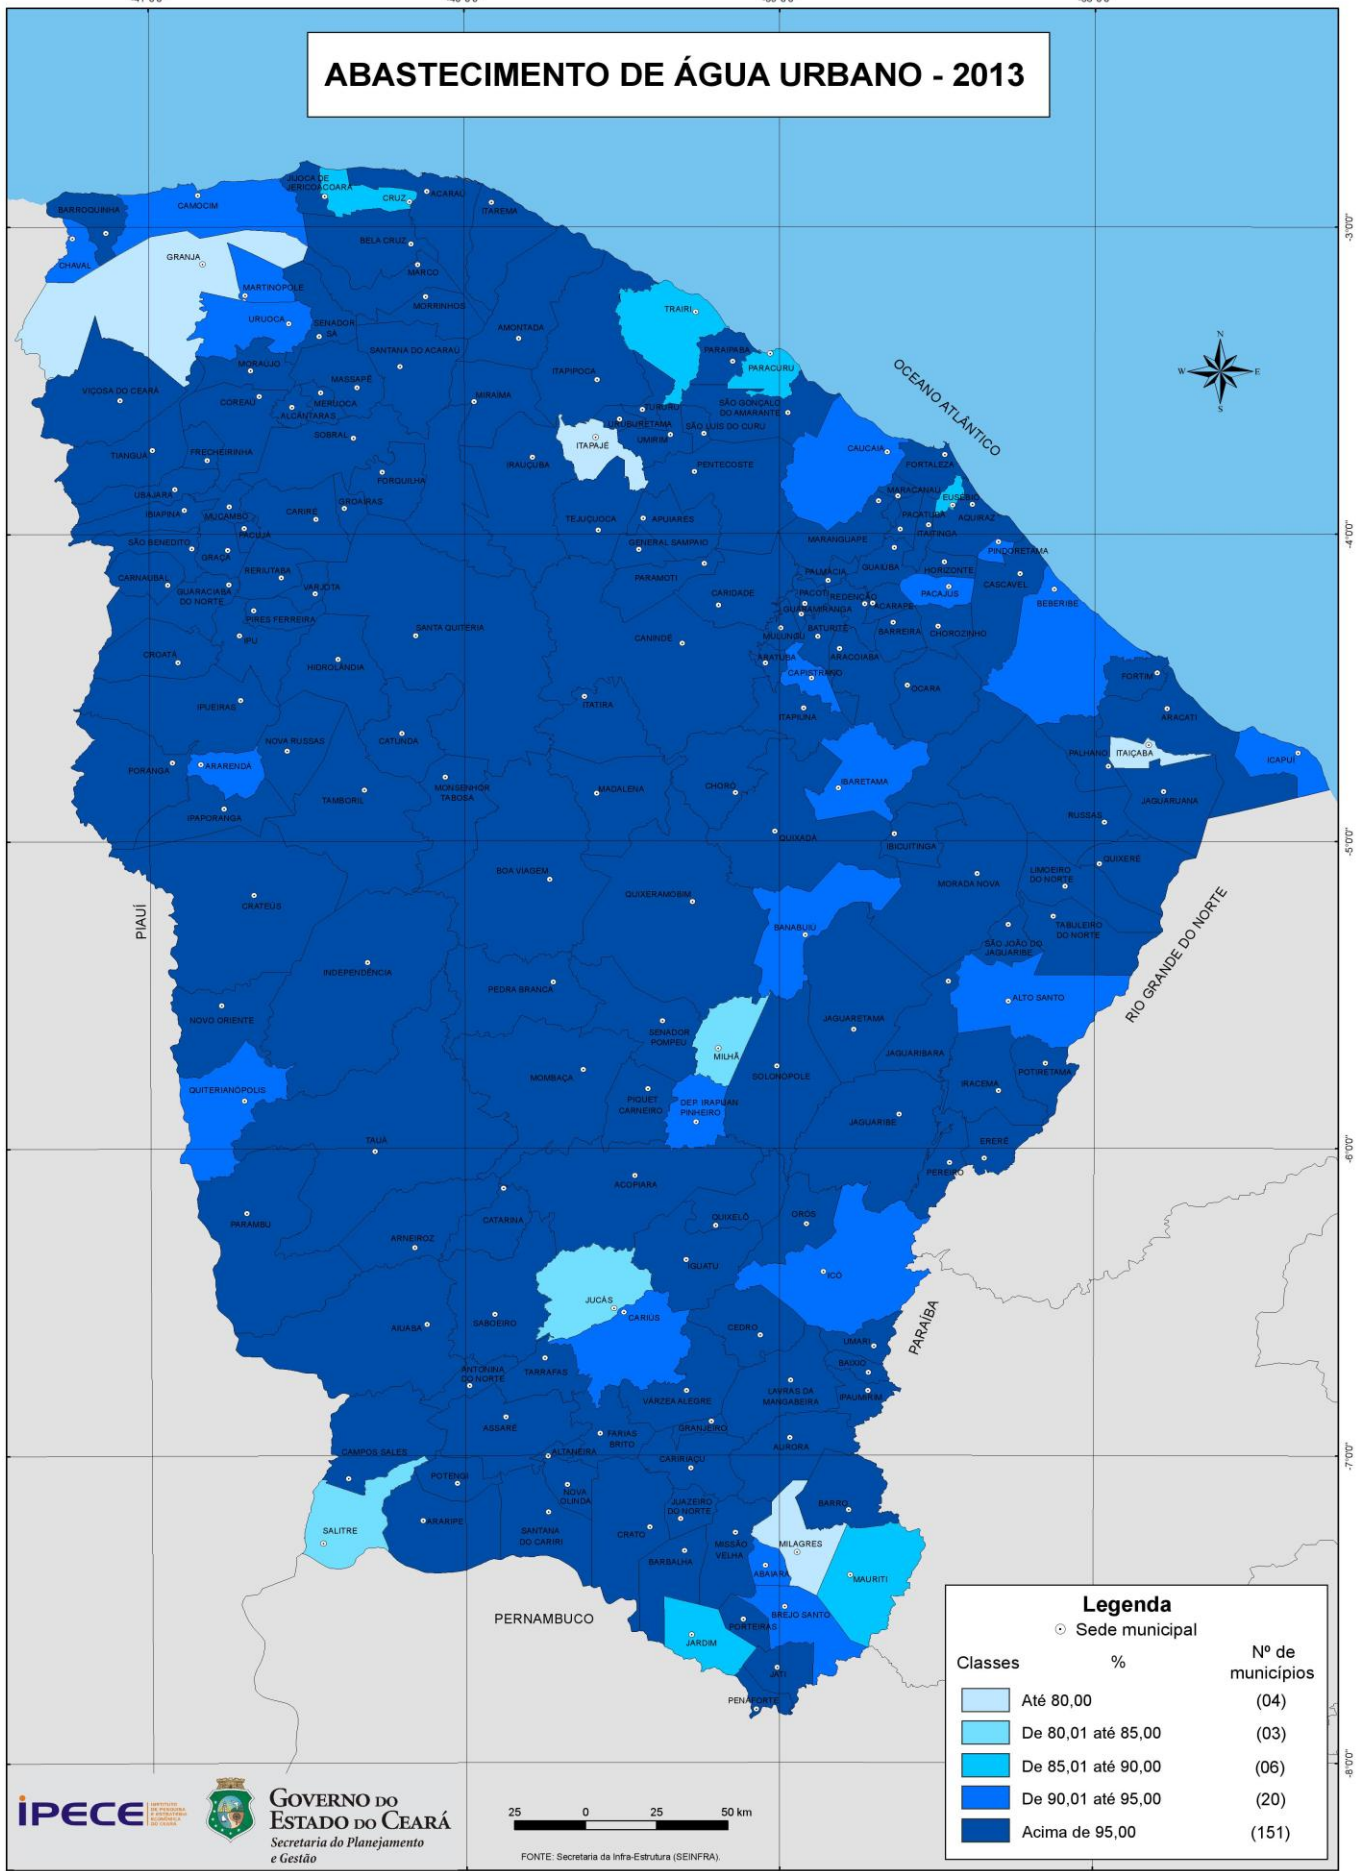 ABASTECIMENTO DE ÁGUA URBANO - 2013
JIJOCA DE
JERICOACOARA
CRUZ
ACARAÚ
BARROQUINHA
CAMOCIM
ITAREMA
BELA CRUZ
CHAVAL
GRANJA
MARCO
MARTINÓPOLE
MORRINHOS
URUOCA
SENADOR
SÁ
AMONTADA
TRAIRI
SANTANA DO ACARAÚ
PARAIPABA
PARACURU
MORAÚJO
MASSAPÊ
ITAPIPOCA
OCEANO ATLÂNTICO
VIÇOSA DO CEARÁ
COREAÚ
MERUOCA
MIRAÍMA
ALCÂNTARAS
TURURU
SÃO GONÇALO
DO AMARANTE
URUBURETAMA
SOBRAL
ITAPAJÉ
UMIRIM
SÃO LUIS DO CURU
CAUCAIA
FORTALEZA
TIANGUÁ
FRECHEIRINHA
IRAUÇUBA
PENTECOSTE
FORQUILHA
UBAJARA
MARACANAÚ
EUSÉBIO
IBIAPINA
MUCAMBO
CARIRÉ
GROAÍRAS
TEJUÇUOCA
APUIARÉS
PACATUBA
AQUIRAZ
ITAITINGA
PACUJÁ
SÃO BENEDITO
GRAÇA
GENERAL SAMPAIO
MARANGUAPE
PINDORETAMA
RERIUTABA
VARJOTA
PARAMOTI
PALMÁCIA
GUAIÚBA
HORIZONTE
CASCAVEL
CARNAUBAL
GUARACIABA
DO NORTE
CARIDADE
PACOTI
REDENÇÃO
ACARAPE
PACAJUS
BEBERIBE
GUARAMIRANGA
PIRES FERREIRA
IPU
SANTA QUITÉRIA
CANINDÉ
MULUNGU
BATURITÉ
BARREIRA
CHOROZINHO
CROATÁ
HIDROLÂNDIA
ARATUBA
ARACOIABA
CAPISTRANO
FORTIM
IPUEIRAS
ITATIRA
OCARA
ITAPIÚNA
ARACATI
NOVA RUSSAS
CATUNDA
PORANGA
ARARENDÁ
PALHANO
ITAIÇABA
ICAPUÍ
TAMBORIL
MONSENHOR
TABOSA
MADALENA
CHORÓ
IBARETAMA
JAGUARUANA
IPAPORANGA
RUSSAS
QUIXADÁ
IBICUITINGA
QUIXERÉ
BOA VIAGEM
LIMOEIRO
DO NORTE
MORADA NOVA
CRATEÚS
QUIXERAMOBIM
PIAUÍ
BANABUIÚ
TABULEIRO
DO NORTE
SÃO JOÃO DO
JAGUARIBE
RIO GRANDE DO NORTE
INDEPENDÊNCIA
PEDRA BRANCA
ALTO SANTO
NOVO ORIENTE
JAGUARETAMA
SENADOR
POMPEU
MILHÃ
JAGUARIBARA
SOLONÓPOLE
POTIRETAMA
QUITERIANÓPOLIS
MOMBAÇA
IRACEMA
PIQUET
CARNEIRO
DEP. IRAPUAN
PINHEIRO
JAGUARIBE
TAUÁ
ERERÊ
PEREIRO
ACOPIARA
PARAMBU
CATARINA
QUIXELÔ
ORÓS
ARNEIROZ
IGUATU
ICÓ
JUCÁS
CARIÚS
AIUABA
SABOEIRO
CEDRO
PARAÍBA
UMARI
ANTONINA
DO NORTE
TARRAFAS
BAIXIO
LAVRAS DA
MANGABEIRA
IPAUMIRIM
VÁRZEA ALEGRE
ASSARÉ
GRANJEIRO
FARIAS
BRITO
AURORA
CAMPOS SALES
ALTANEIRA
CARIRIAÇU
POTENGI
NOVA
OLINDA
JUAZEIRO
DO NORTE
BARRO
SALITRE
ARARIPE
SANTANA
DO CARIRI
CRATO
MISSÃO
VELHA
MILAGRES
BARBALHA
ABAIARA
MAURITI
PERNAMBUCO
BREJO SANTO
PORTEIRAS
JARDIM
JATI
PENAFORTE
N
W
E
S
-3°0'0"
-4°0'0"
-5°0'0"
-6°0'0"
-7°0'0"
-8°0'0"
Legenda
Sede municipal
Classes % Nº de
municípios
Até 80,00 (04)
De 80,01 até 85,00 (03)
De 85,01 até 90,00 (06)
De 90,01 até 95,00 (20)
Acima de 95,00 (151)
IPECE
GOVERNO DO
ESTADO DO CEARÁ
Secretaria do Planejamento
e Gestão
25 0 25 50 km
FONTE: Secretaria da Infra-Estrutura (SEINFRA).